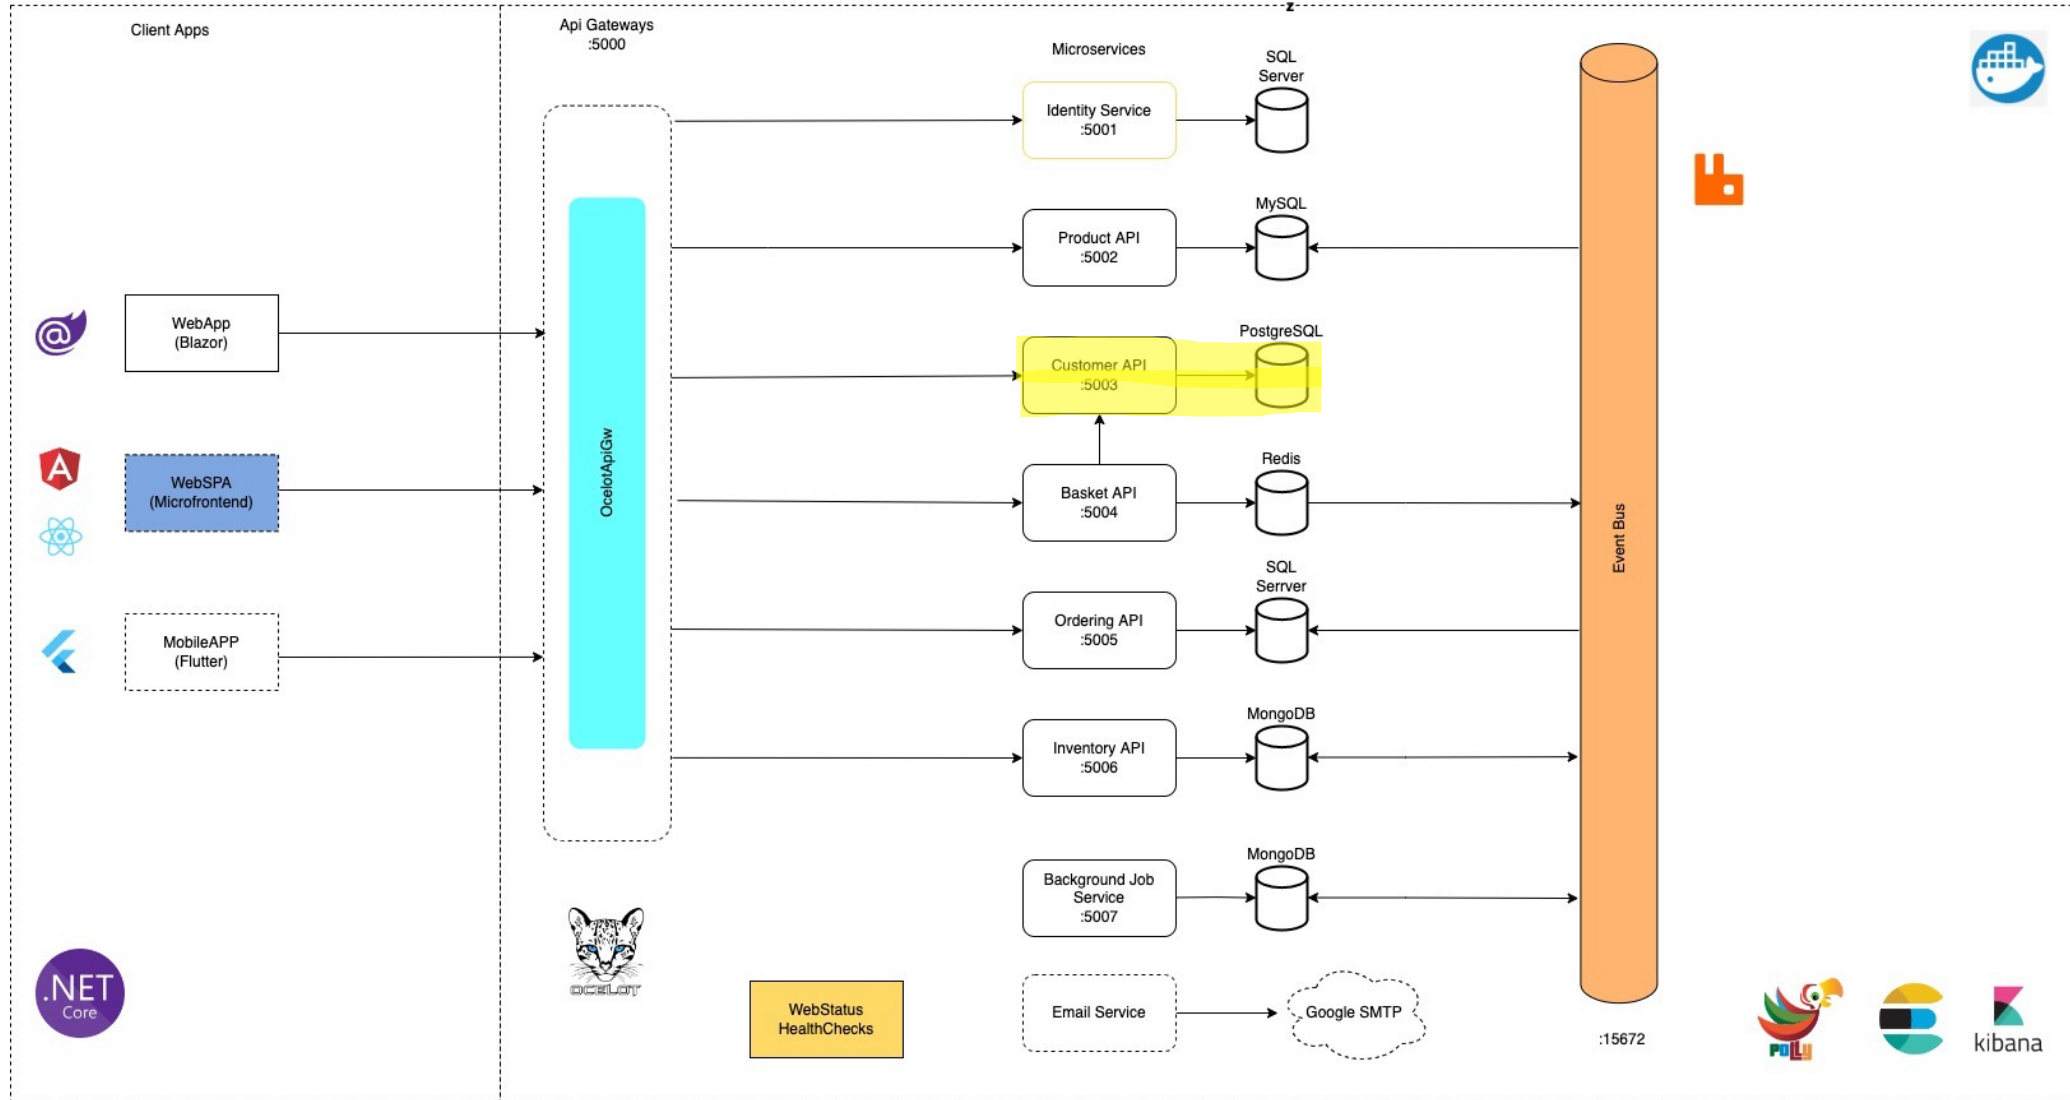 z
Client Apps
Api Gateways
:5000
Microservices
SQL
Server
Identity Service
:5001
MySQL
Product API
:5002
PostgreSQL
WebApp
(Blazor)
Customer API
:5003
OcelotApiGw
Redis
WebSPA
(Microfrontend)
Basket API
:5004
Event Bus
SQL
Serrver
Ordering API
:5005
MobileAPP
(Flutter)
MongoDB
Inventory API
:5006
MongoDB
Background Job
Service
:5007
.NET
Core
OCELOT
WebStatus
HealthChecks
Email Service
Google SMTP
:15672
POLLY
kibana